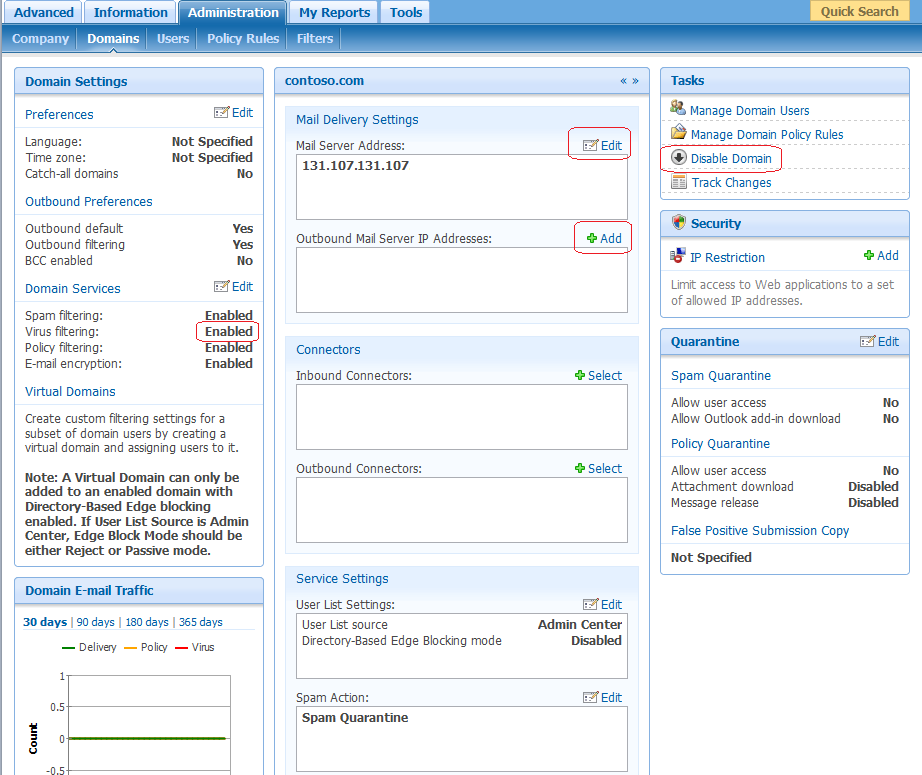 Advanced
Information
Administration
My Reports
Tools
Quick Search
Company
Domains
Users
Policy Rules
Filters
Domain Settings
Preferences
Edit
Language: Not Specified
Time zone: Not Specified
Catch-all domains No
Outbound Preferences
Outbound default Yes
Outbound filtering Yes
BCC enabled No
Domain Services
Edit
Spam filtering: Enabled
Virus filtering: Enabled
Policy filtering: Enabled
E-mail encryption: Enabled
Virtual Domains
Create custom filtering settings for a
subset of domain users by creating a
virtual domain and assigning users to it.
Note: A Virtual Domain can only be
added to an enabled domain with
Directory-Based Edge blocking
enabled. If User List Source is Admin
Center, Edge Block Mode should be
either Reject or Passive mode.
Domain E-mail Traffic
30 days | 90 days | 180 days | 365 days
Delivery Policy Virus
1
0.5
0
-0.5
Count
contoso.com
« »
Mail Delivery Settings
Mail Server Address: Edit
131.107.131.107
Outbound Mail Server IP Addresses: Add
Connectors
Inbound Connectors: Select
Outbound Connectors: Select
Service Settings
User List Settings: Edit
User List source Admin Center
Directory-Based Edge Blocking mode Disabled
Spam Action: Edit
Spam Quarantine
Tasks
Manage Domain Users
Manage Domain Policy Rules
Disable Domain
Track Changes
Security
IP Restriction Add
Limit access to Web applications to a set
of allowed IP addresses.
Quarantine Edit
Spam Quarantine
Allow user access No
Allow Outlook add-in download No
Policy Quarantine
Allow user access No
Attachment download Disabled
Message release Disabled
False Positive Submission Copy
Not Specified